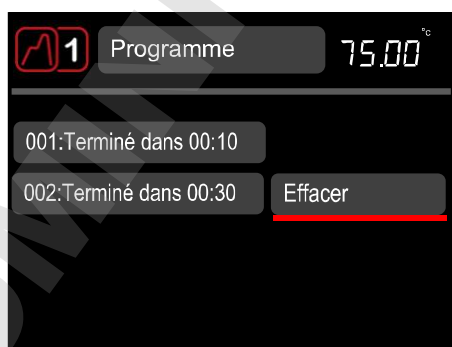 1 Programme 75.00 °c
001:Terminé dans 00:10
002:Terminé dans 00:30 Effacer